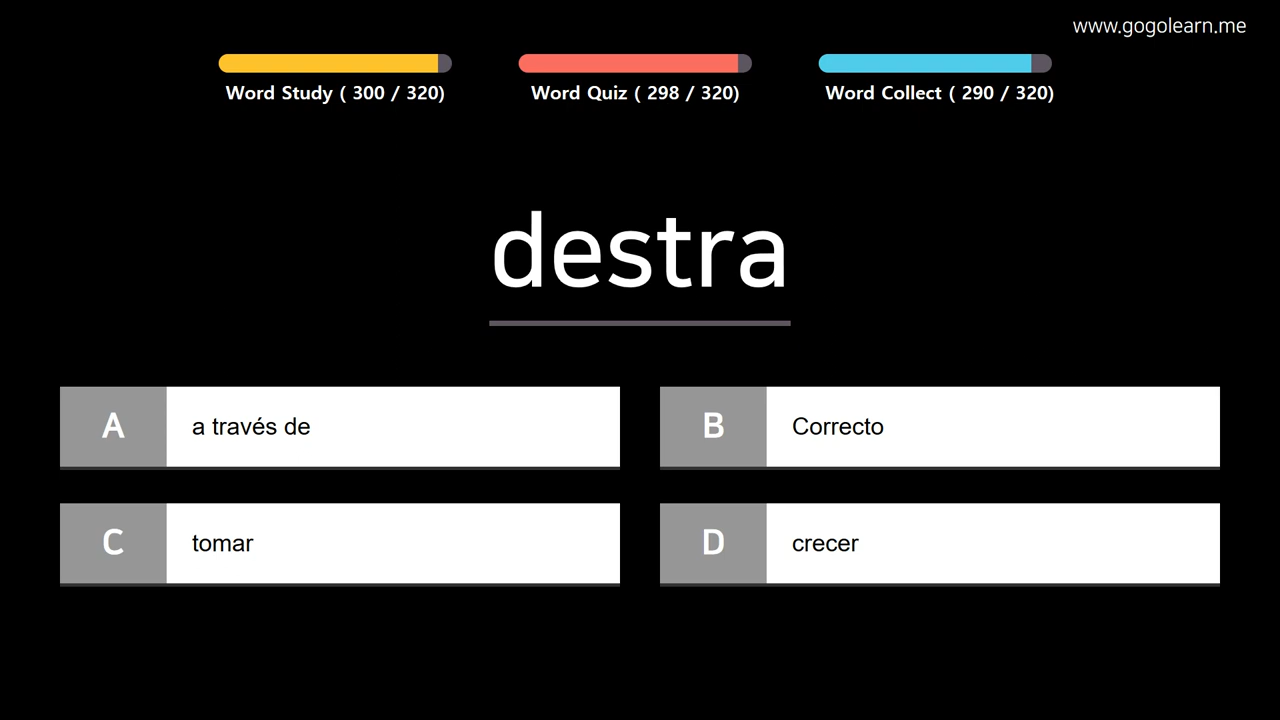 www.gogolearn.me
Word Study ( 300 / 320)
Word Quiz ( 298 / 320)
Word Collect ( 290 / 320)
destra
A
a través de
B
Correcto
C
tomar
D
crecer